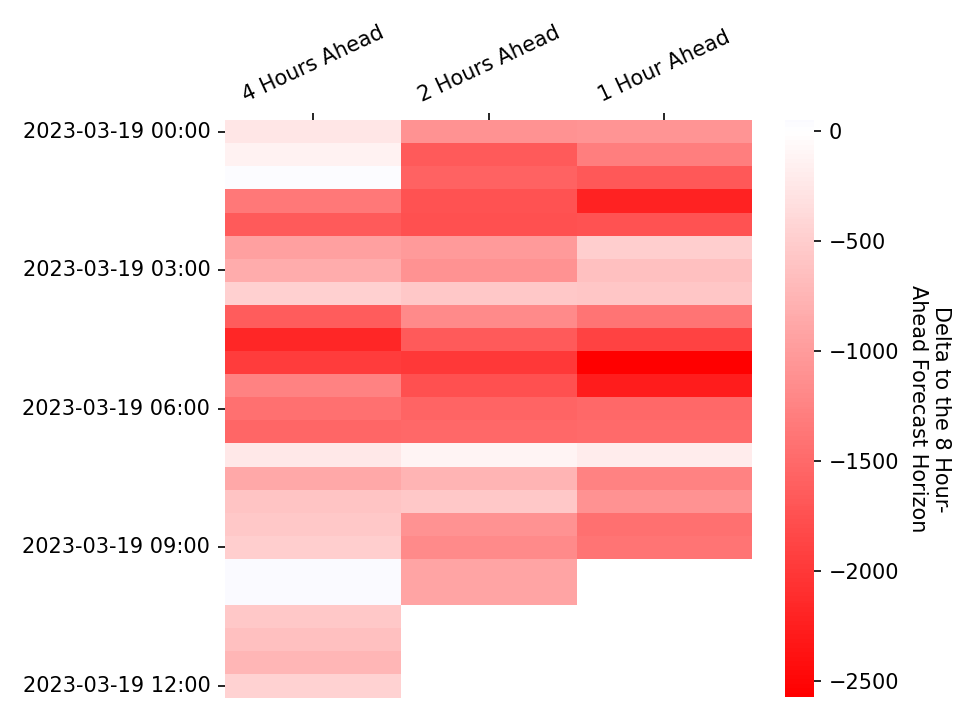 4 Hours Ahead
2 Hours Ahead
1 Hour Ahead
2023-03-19 00:00
2023-03-19 03:00
2023-03-19 06:00
2023-03-19 09:00
2023-03-19 12:00
0
−500
−1000
−1500
−2000
−2500
Delta to the 8 Hour-
Ahead Forecast Horizon